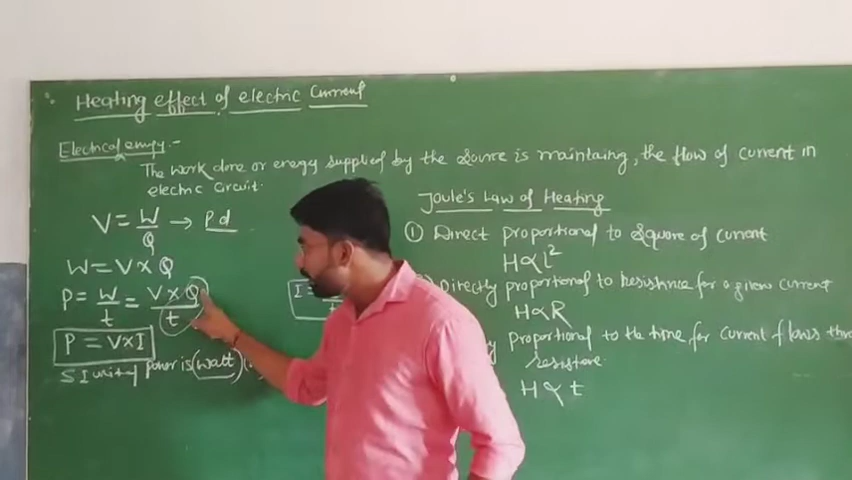 Heating effect of electric Current
Electrical energy :-
The work done or energy supplied by the source is maintaing, the flow of current in
electric Circuit.
V = W/Q → Pd
W = V × Q
P = W/t = V × Q/t
P = V×I
SI unit of power is (watt)
I =
Joule's Law of Heating
① Direct proportional to square of current
H ∝ I²
Directly proportional to resistance for a given current
H ∝ R
proportional to the time for current flows thro
resistance.
H ∝ t